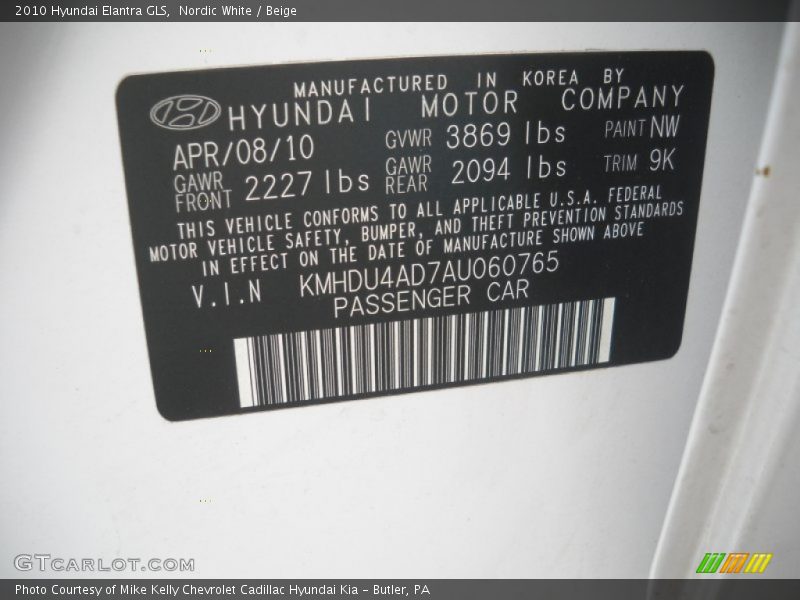 2010 Hyundai Elantra GLS, Nordic White / Beige
MANUFACTURED IN KOREA BY
HYUNDAI MOTOR COMPANY
APR/08/10 GVWR 3869 lbs PAINT NW
GAWR FRONT 2227 lbs GAWR REAR 2094 lbs TRIM 9K
THIS VEHICLE CONFORMS TO ALL APPLICABLE U.S.A. FEDERAL
MOTOR VEHICLE SAFETY, BUMPER, AND THEFT PREVENTION STANDARDS
IN EFFECT ON THE DATE OF MANUFACTURE SHOWN ABOVE
V.I.N KMHDU4AD7AU060765
PASSENGER CAR
GTCARLOT.COM
Photo Courtesy of Mike Kelly Chevrolet Cadillac Hyundai Kia - Butler, PA